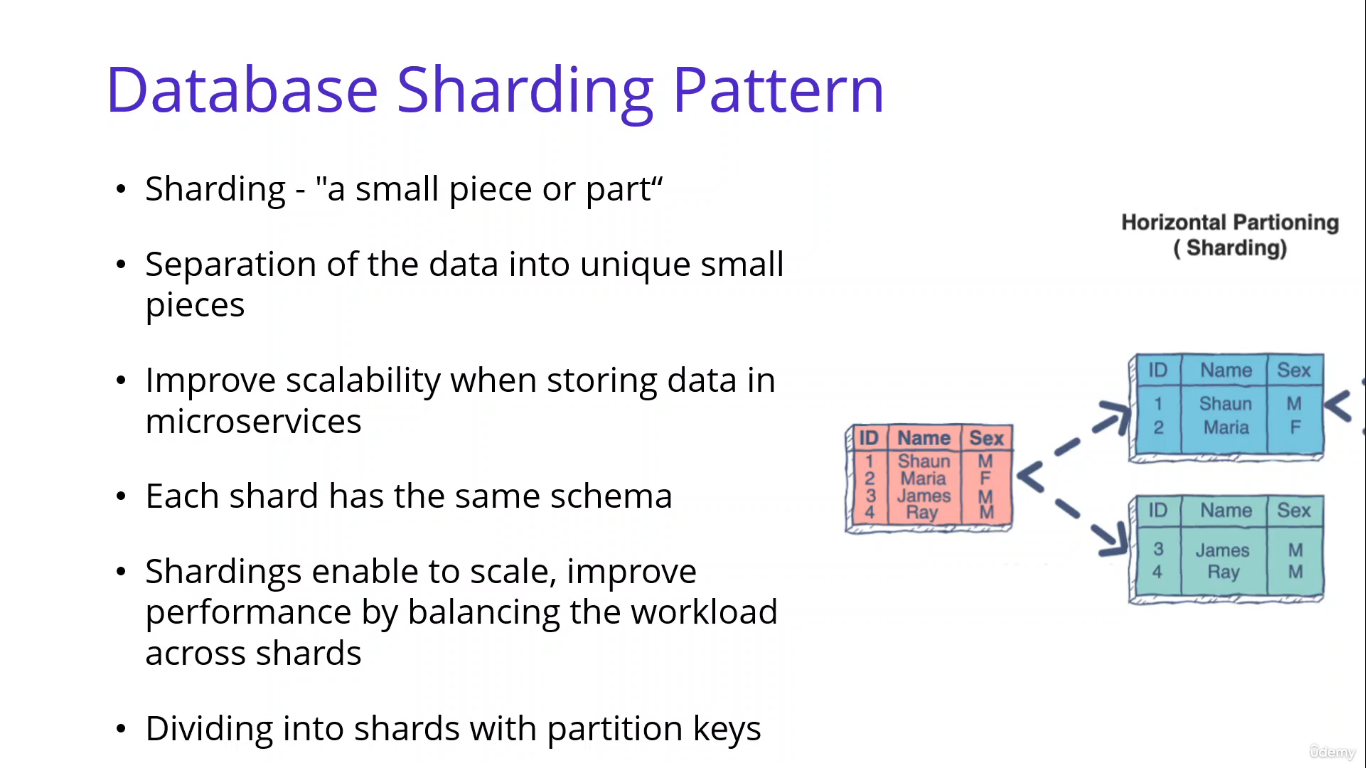 Database Sharding Pattern
• Sharding - "a small piece or part“
• Separation of the data into unique small
pieces
• Improve scalability when storing data in
microservices
• Each shard has the same schema
• Shardings enable to scale, improve
performance by balancing the workload
across shards
• Dividing into shards with partition keys
Horizontal Partioning
( Sharding)
ID Name Sex
1 Shaun M
2 Maria F
3 James M
4 Ray M
ID Name Sex
1 Shaun M
2 Maria F
ID Name Sex
3 James M
4 Ray M
ûdemy